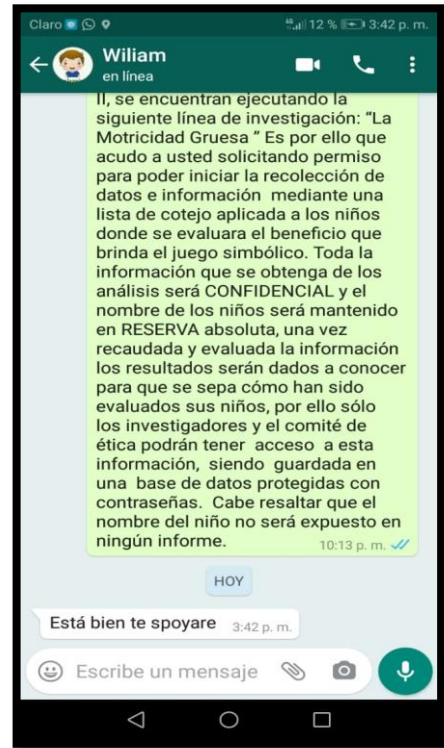 Claro 12 % 3:42 p. m.
Wiliam
en línea
II, se encuentran ejecutando la
siguiente línea de investigación: “La
Motricidad Gruesa ” Es por ello que
acudo a usted solicitando permiso
para poder iniciar la recolección de
datos e información mediante una
lista de cotejo aplicada a los niños
donde se evaluara el beneficio que
brinda el juego simbólico. Toda la
información que se obtenga de los
análisis será CONFIDENCIAL y el
nombre de los niños será mantenido
en RESERVA absoluta, una vez
recaudada y evaluada la información
los resultados serán dados a conocer
para que se sepa cómo han sido
evaluados sus niños, por ello sólo
los investigadores y el comité de
ética podrán tener acceso a esta
información, siendo guardada en
una base de datos protegidas con
contraseñas. Cabe resaltar que el
nombre del niño no será expuesto en
ningún informe. 10:13 p. m.
HOY
Está bien te spoyare 3:42 p. m.
Escribe un mensaje